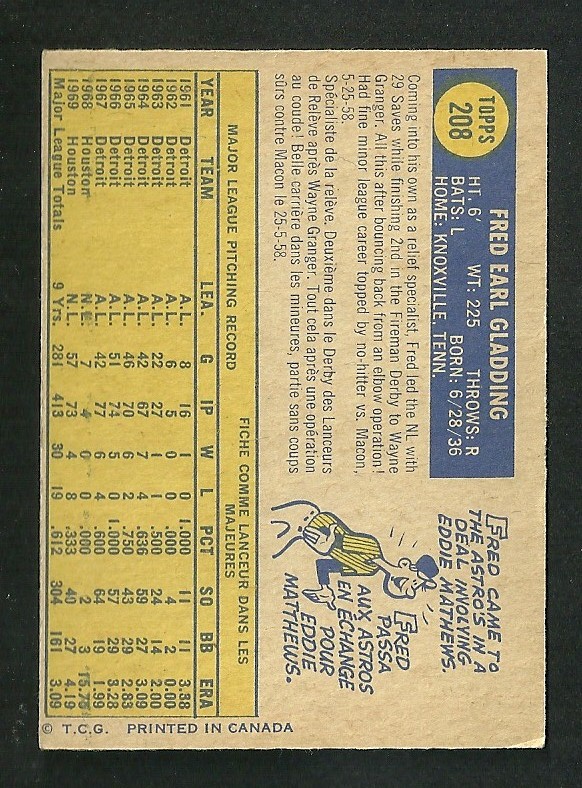 TOPPS
208
FRED EARL GLADDING
HT. 6' WT: 225 THROWS: R
BATS: L BORN: 6/28/36
HOME: KNOXVILLE, TENN.
Coming into his own as a relief specialist, Fred led the NL with
29 Saves while finishing 2nd in the Fireman Derby to Wayne
Granger. All this after bouncing back from an elbow operation!
Had fine minor league career topped by no-hitter vs. Macon,
5-25-58.
Spécialiste de la relève. Deuxième dans le Derby des Lanceurs
de Relève après Wayne Granger. Tout cela après une opération
au coude! Belle carrière dans les mineures, partie sans coups
sûrs contre Macon le 25-5-58.
FRED CAME TO
THE ASTRO'S IN A
DEAL INVOLVING
EDDIE MATHEWS.
FRED
PASSA
AUX ASTROS
EN ÉCHANGE
POUR
EDDIE
MATHEWS.
MAJOR LEAGUE PITCHING RECORD
FICHE COMME LANCEUR DANS LES
MAJEURES
YEAR TEAM LEA. G IP W L PCT SO BB ERA
1961 Detroit A.L. 8 16 1 0 1.000 11 11 3.38
1962 Detroit A.L. 6 5 0 0 .000 4 2 0.00
1963 Detroit A.L. 22 27 1 1 .500 24 14 2.00
1964 Detroit A.L. 42 67 7 4 .636 59 27 3.09
1965 Detroit A.L. 46 70 6 2 .750 43 29 2.83
1966 Detroit A.L. 51 74 5 0 1.000 57 29 3.28
1967 Detroit A.L. 42 77 6 4 .600 64 19 1.99
1968 Houston N.L. 7 4 0 0 .000 2 3 15.75
1969 Houston N.L. 57 73 4 8 .333 40 27 4.19
Major League Totals 9 Yrs. 281 413 30 19 .612 304 161 3.09
© T.C.G. PRINTED IN CANADA